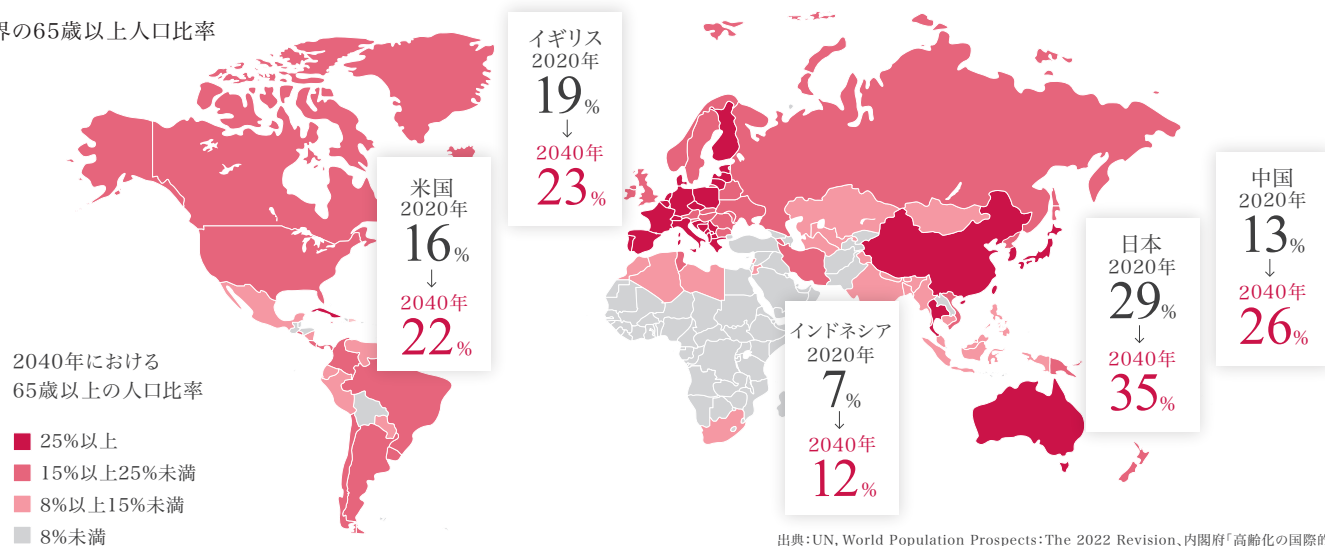 界の65歳以上人口比率
イギリス
2020年
19%
↓
2040年
23%
米国
2020年
16%
↓
2040年
22%
中国
2020年
13%
↓
2040年
26%
日本
2020年
29%
↓
2040年
35%
インドネシア
2020年
7%
↓
2040年
12%
2040年における
65歳以上の人口比率
25%以上
15%以上25%未満
8%以上15%未満
8%未満
出典：UN, World Population Prospects：The 2022 Revision、内閣府「高齢化の国際的